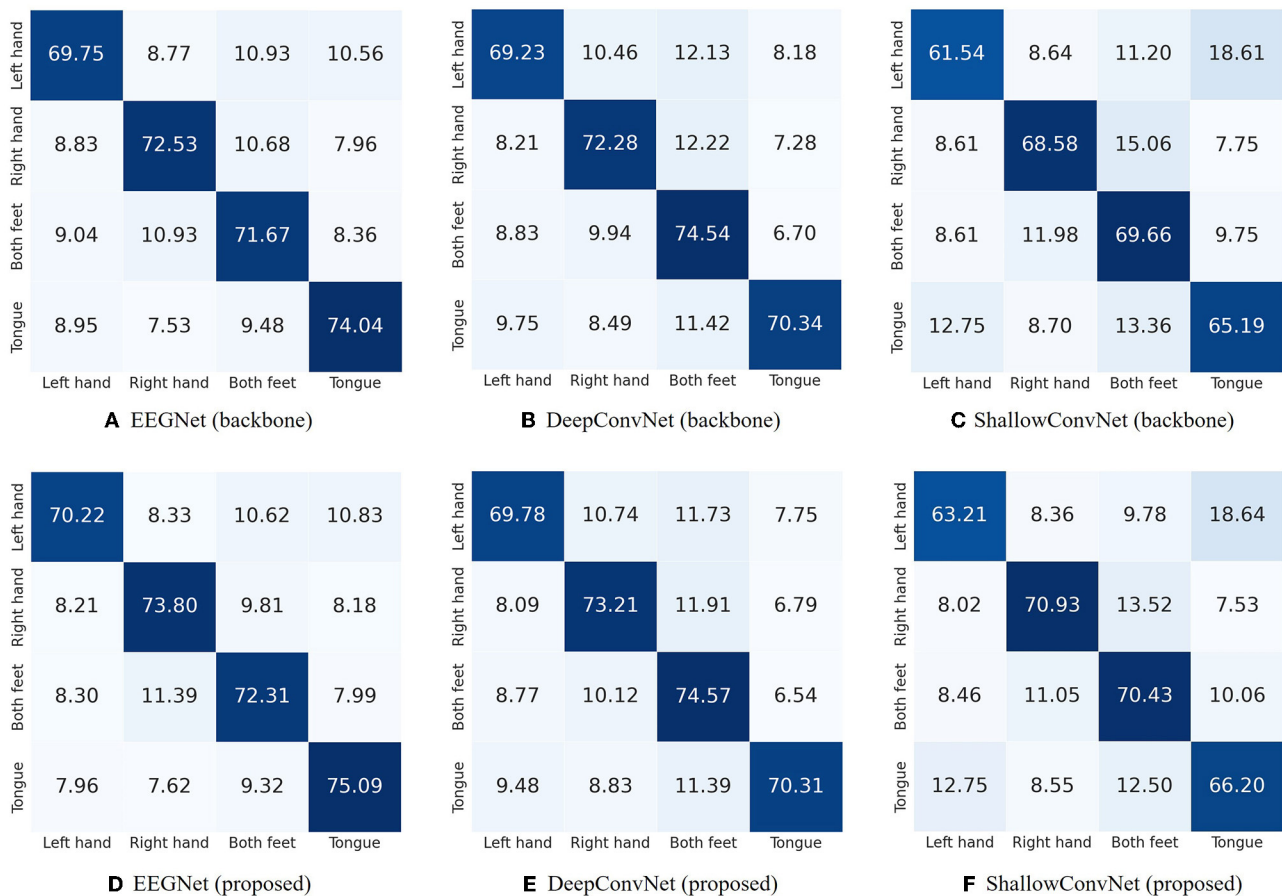 Left hand 69.75 8.77 10.93 10.56
Right hand 8.83 72.53 10.68 7.96
Both feet 9.04 10.93 71.67 8.36
Tongue 8.95 7.53 9.48 74.04
Left hand Right hand Both feet Tongue
A EEGNet (backbone)
Left hand 69.23 10.46 12.13 8.18
Right hand 8.21 72.28 12.22 7.28
Both feet 8.83 9.94 74.54 6.70
Tongue 9.75 8.49 11.42 70.34
Left hand Right hand Both feet Tongue
B DeepConvNet (backbone)
Left hand 61.54 8.64 11.20 18.61
Right hand 8.61 68.58 15.06 7.75
Both feet 8.61 11.98 69.66 9.75
Tongue 12.75 8.70 13.36 65.19
Left hand Right hand Both feet Tongue
C ShallowConvNet (backbone)
Left hand 70.22 8.33 10.62 10.83
Right hand 8.21 73.80 9.81 8.18
Both feet 8.30 11.39 72.31 7.99
Tongue 7.96 7.62 9.32 75.09
Left hand Right hand Both feet Tongue
D EEGNet (proposed)
Left hand 69.78 10.74 11.73 7.75
Right hand 8.09 73.21 11.91 6.79
Both feet 8.77 10.12 74.57 6.54
Tongue 9.48 8.83 11.39 70.31
Left hand Right hand Both feet Tongue
E DeepConvNet (proposed)
Left hand 63.21 8.36 9.78 18.64
Right hand 8.02 70.93 13.52 7.53
Both feet 8.46 11.05 70.43 10.06
Tongue 12.75 8.55 12.50 66.20
Left hand Right hand Both feet Tongue
F ShallowConvNet (proposed)